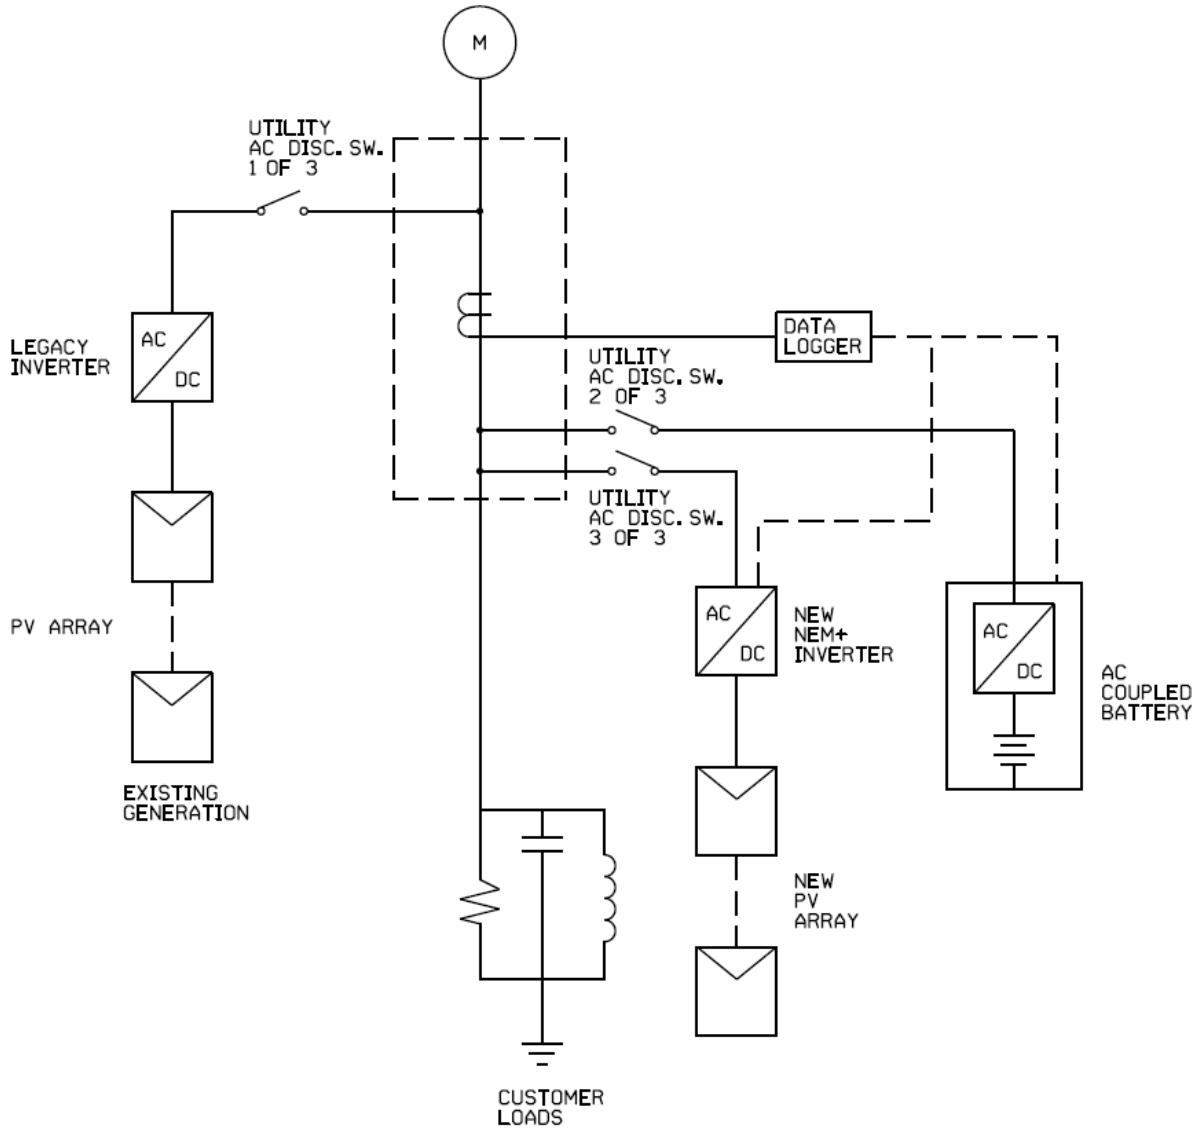 M
UTILITY
AC DISC. SW.
1 OF 3
AC
DC
LEGACY
INVERTER
DATA
LOGGER
UTILITY
AC DISC. SW.
2 OF 3
UTILITY
AC DISC. SW.
3 OF 3
AC
DC
NEW
NEM+
INVERTER
AC
DC
AC
COUPLED
BATTERY
PV ARRAY
EXISTING
GENERATION
NEW
PV
ARRAY
CUSTOMER
LOADS